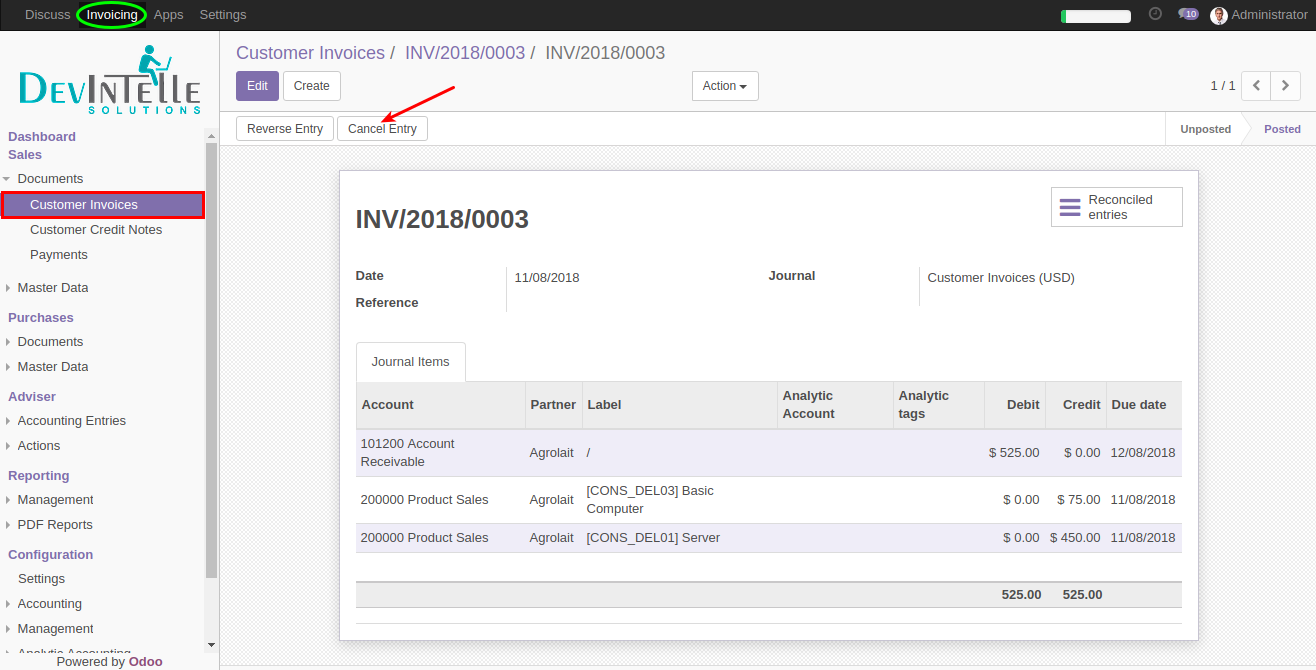 Discuss Invoicing Apps Settings 10 Administrator
DEVINTELLE
SOLUTIONS
Dashboard
Sales
Documents
Customer Invoices
Customer Credit Notes
Payments
Master Data
Purchases
Documents
Master Data
Adviser
Accounting Entries
Actions
Reporting
Management
PDF Reports
Configuration
Settings
Accounting
Management
Analytic Accounting
Powered by Odoo
Customer Invoices / INV/2018/0003 / INV/2018/0003
Edit Create Action 1 / 1
Reverse Entry Cancel Entry Unposted Posted
Reconciled
entries
INV/2018/0003
Date 11/08/2018 Journal Customer Invoices (USD)
Reference
Journal Items
Account Partner Label Analytic Account Analytic tags Debit Credit Due date
101200 Account Receivable Agrolait / $ 525.00 $ 0.00 12/08/2018
200000 Product Sales Agrolait [CONS_DEL03] Basic Computer $ 0.00 $ 75.00 11/08/2018
200000 Product Sales Agrolait [CONS_DEL01] Server $ 0.00 $ 450.00 11/08/2018
525.00 525.00